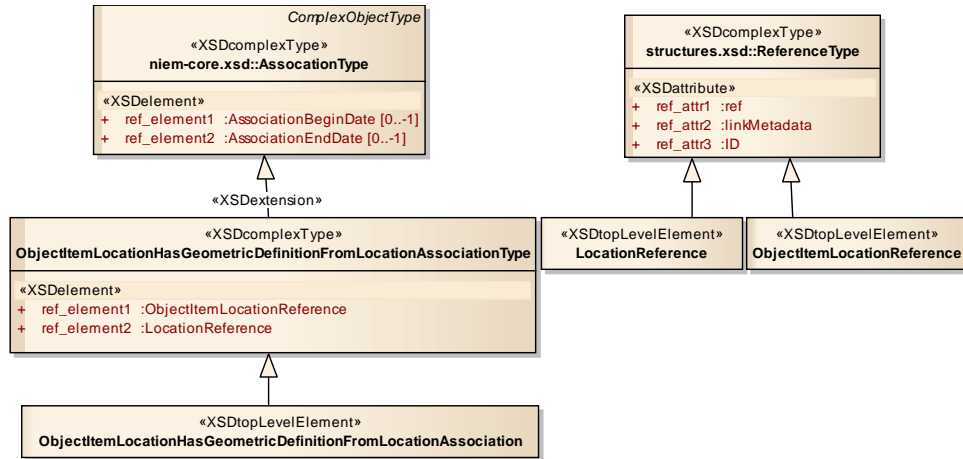 ComplexObjectType
«XSDcomplexType»
niem-core.xsd::AssocationType
«XSDelement»
+ ref_element1 :AssociationBeginDate [0..-1]
+ ref_element2 :AssociationEndDate [0..-1]
«XSDcomplexType»
structures.xsd::ReferenceType
«XSDattribute»
+ ref_attr1 :ref
+ ref_attr2 :linkMetadata
+ ref_attr3 :ID
«XSDextension»
«XSDcomplexType»
ObjectItemLocationHasGeometricDefinitionFromLocationAssociationType
«XSDelement»
+ ref_element1 :ObjectItemLocationReference
+ ref_element2 :LocationReference
«XSDtopLevelElement»
LocationReference
«XSDtopLevelElement»
ObjectItemLocationReference
«XSDtopLevelElement»
ObjectItemLocationHasGeometricDefinitionFromLocationAssociation